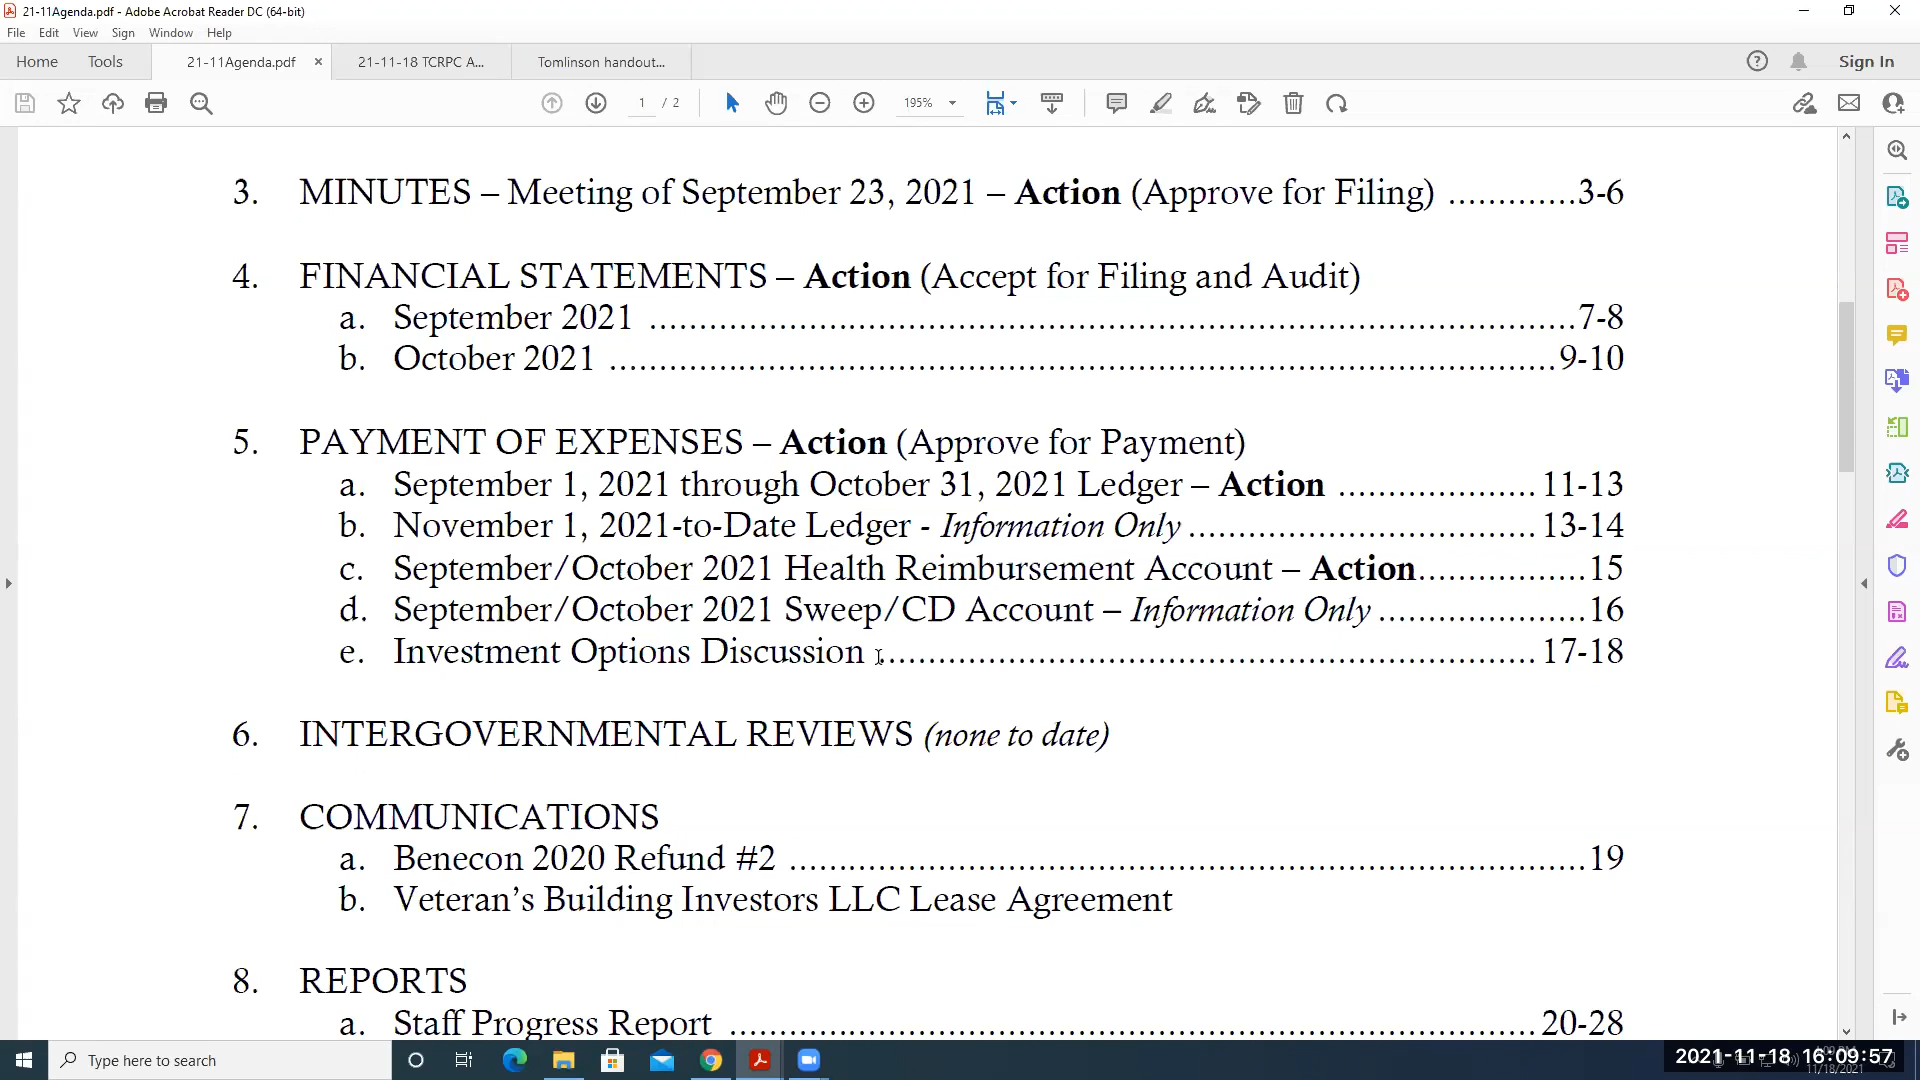 21-11Agenda.pdf - Adobe Acrobat Reader DC (64-bit)
File Edit View Sign Window Help
Home Tools 21-11Agenda.pdf × 21-11-18 TCRPC A... Tomlinson handout... Sign In
1 / 2 195%
3. MINUTES – Meeting of September 23, 2021 – Action (Approve for Filing) .............3-6
4. FINANCIAL STATEMENTS – Action (Accept for Filing and Audit)
a. September 2021 ............................................................................................7-8
b. October 2021 ..............................................................................................9-10
5. PAYMENT OF EXPENSES – Action (Approve for Payment)
a. September 1, 2021 through October 31, 2021 Ledger – Action .................... 11-13
b. November 1, 2021-to-Date Ledger - Information Only ................................... 13-14
c. September/October 2021 Health Reimbursement Account – Action.................15
d. September/October 2021 Sweep/CD Account – Information Only .....................16
e. Investment Options Discussion .................................................................. 17-18
6. INTERGOVERNMENTAL REVIEWS (none to date)
7. COMMUNICATIONS
a. Benecon 2020 Refund #2 ................................................................................19
b. Veteran’s Building Investors LLC Lease Agreement
8. REPORTS
a. Staff Progress Report ................................................................................ 20-28
Type here to search
2021-11-18 16:09:57
11/18/2021